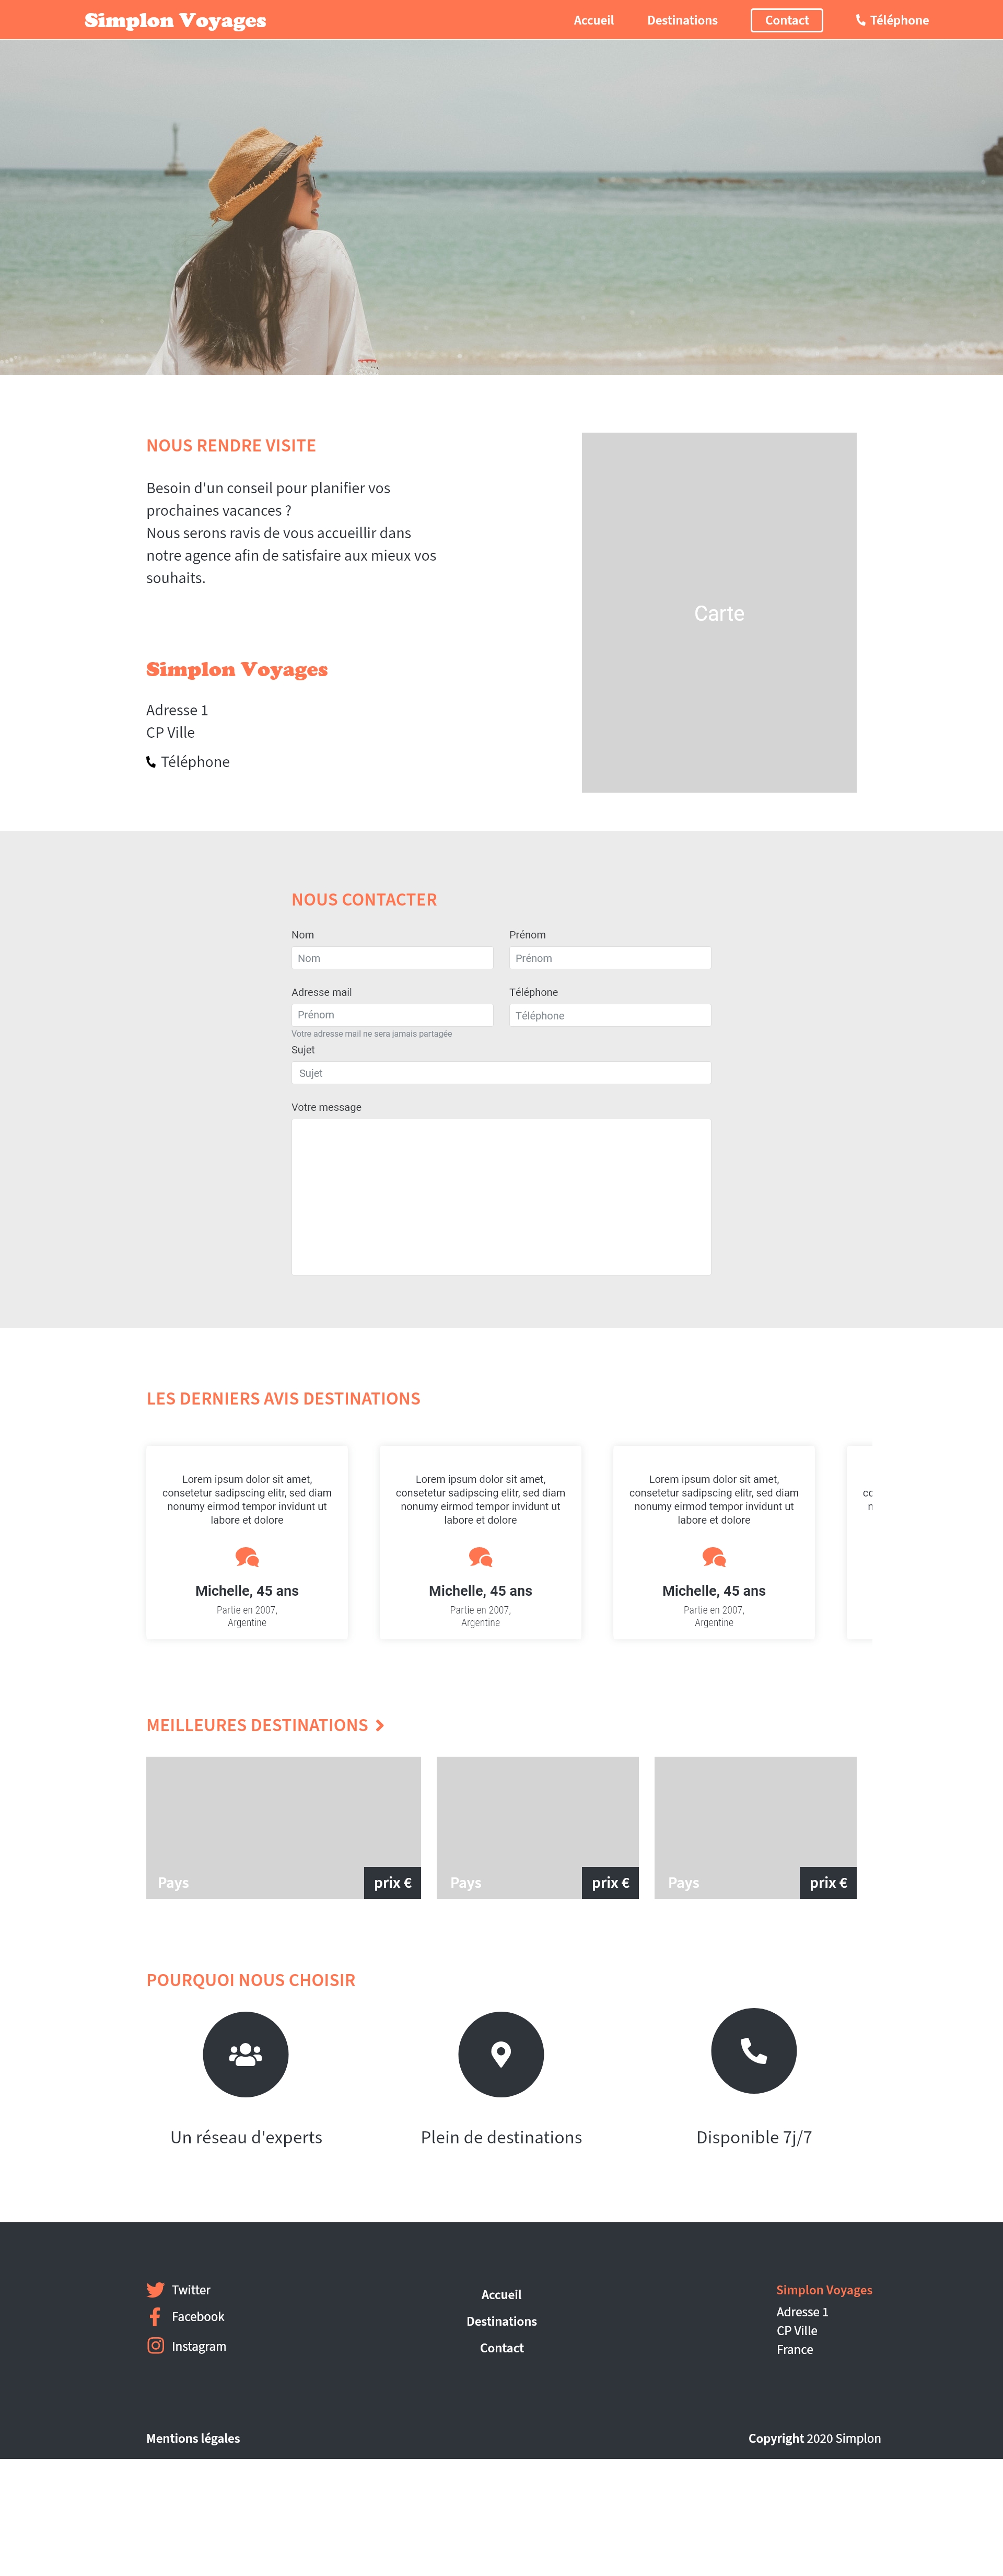 Simplon Voyages
Accueil
Destinations
Contact
Téléphone
NOUS RENDRE VISITE
Besoin d'un conseil pour planifier vos
prochaines vacances ?
Nous serons ravis de vous accueillir dans
notre agence afin de satisfaire aux mieux vos
souhaits.
Carte
Simplon Voyages
Adresse 1
CP Ville
Téléphone
NOUS CONTACTER
Nom
Prénom
Nom
Prénom
Adresse mail
Téléphone
Prénom
Téléphone
Votre adresse mail ne sera jamais partagée
Sujet
Sujet
Votre message
LES DERNIERS AVIS DESTINATIONS
Lorem ipsum dolor sit amet,
consetetur sadipscing elitr, sed diam
nonumy eirmod tempor invidunt ut
labore et dolore
Michelle, 45 ans
Partie en 2007,
Argentine
Lorem ipsum dolor sit amet,
consetetur sadipscing elitr, sed diam
nonumy eirmod tempor invidunt ut
labore et dolore
Michelle, 45 ans
Partie en 2007,
Argentine
Lorem ipsum dolor sit amet,
consetetur sadipscing elitr, sed diam
nonumy eirmod tempor invidunt ut
labore et dolore
Michelle, 45 ans
Partie en 2007,
Argentine
MEILLEURES DESTINATIONS
Pays
prix €
Pays
prix €
Pays
prix €
POURQUOI NOUS CHOISIR
Un réseau d'experts
Plein de destinations
Disponible 7j/7
Twitter
Facebook
Instagram
Accueil
Destinations
Contact
Simplon Voyages
Adresse 1
CP Ville
France
Mentions légales
Copyright 2020 Simplon